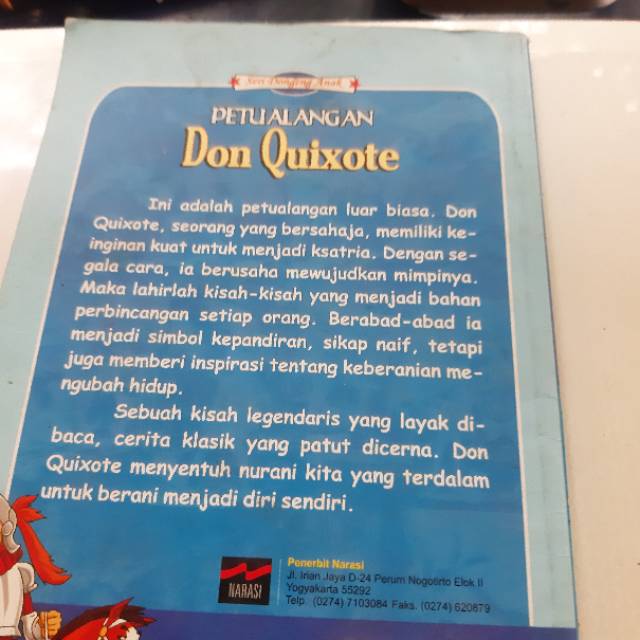 Seri Dongeng Anak
PETUALANGAN
Don Quixote
Ini adalah petualangan luar biasa. Don
Quixote, seorang yang bersahaja, memiliki ke-
inginan kuat untuk menjadi ksatria. Dengan se-
gala cara, ia berusaha mewujudkan mimpinya.
Maka lahirlah kisah-kisah yang menjadi bahan
perbincangan setiap orang. Berabad-abad ia
menjadi simbol kepandiran, sikap naif, tetapi
juga memberi inspirasi tentang keberanian me-
ngubah hidup.
Sebuah kisah legendaris yang layak di-
baca, cerita klasik yang patut dicerna. Don
Quixote menyentuh nurani kita yang terdalam
untuk berani menjadi diri sendiri.
NARASI
Penerbit Narasi
Jl. Irian Jaya D-24 Perum Nogotirto Elok II
Yogyakarta 55292
Telp. (0274) 7103084 Faks. (0274) 620879